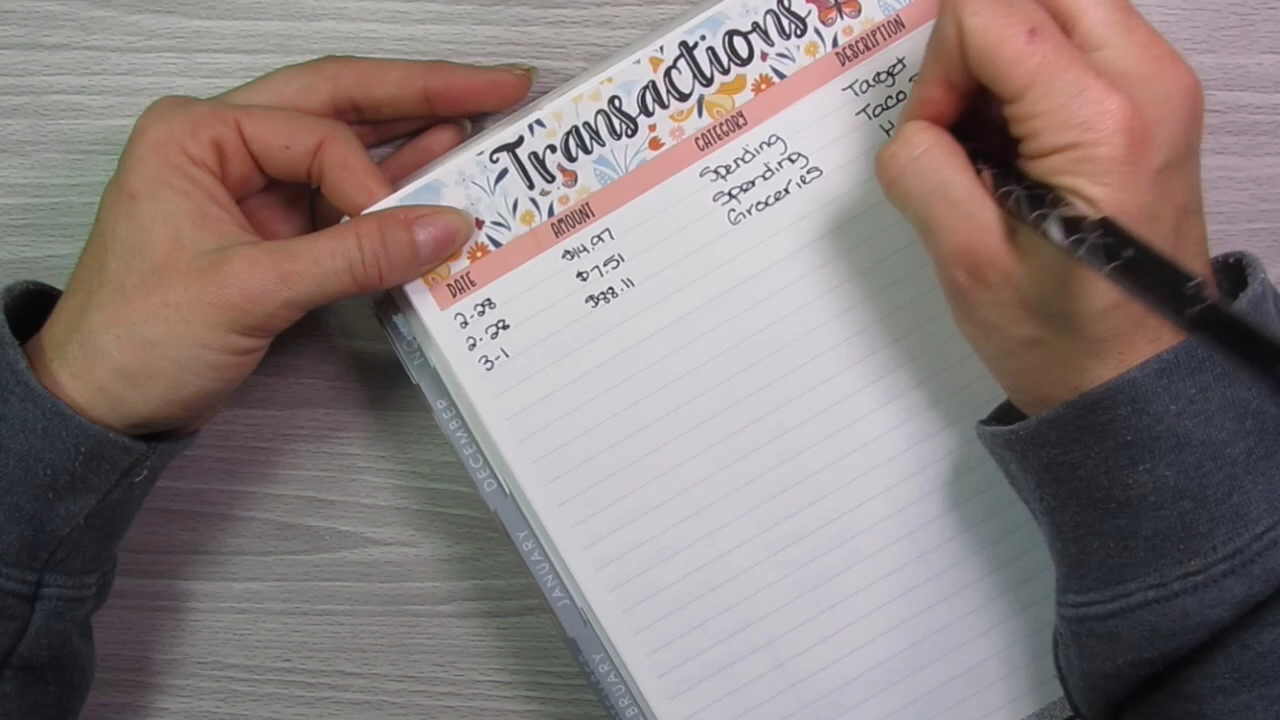 Transactions
DATE AMOUNT CATEGORY DESCRIPTION
2-28 $14.97 Spending Target
2-28 $7.51 Spending Taco
3-1 $88.11 Groceries H
DECEMBER
JANUARY